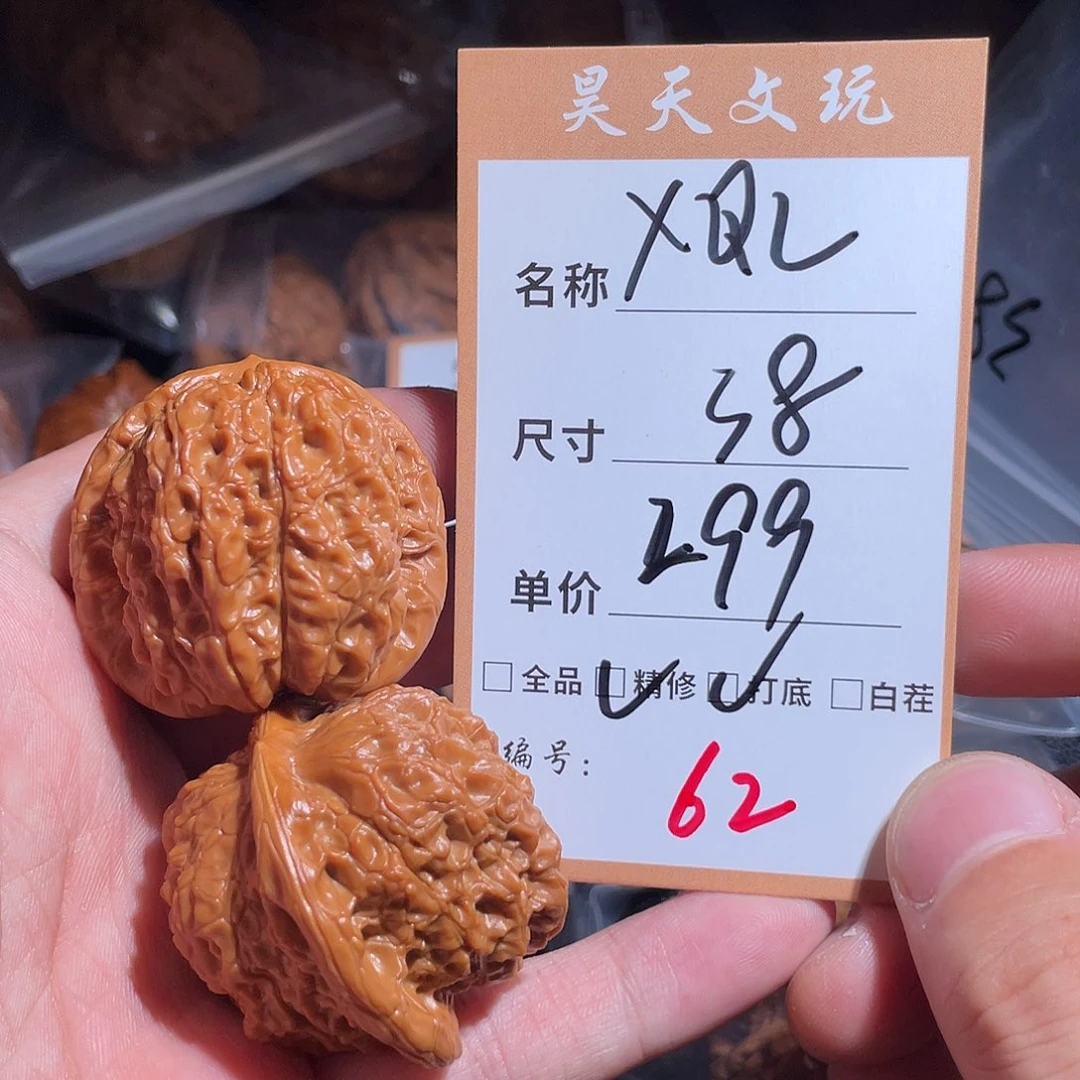 昊天文玩
名称 XQL
尺寸 38
单价 299
全品 精修 打底 白茬
编号: 62